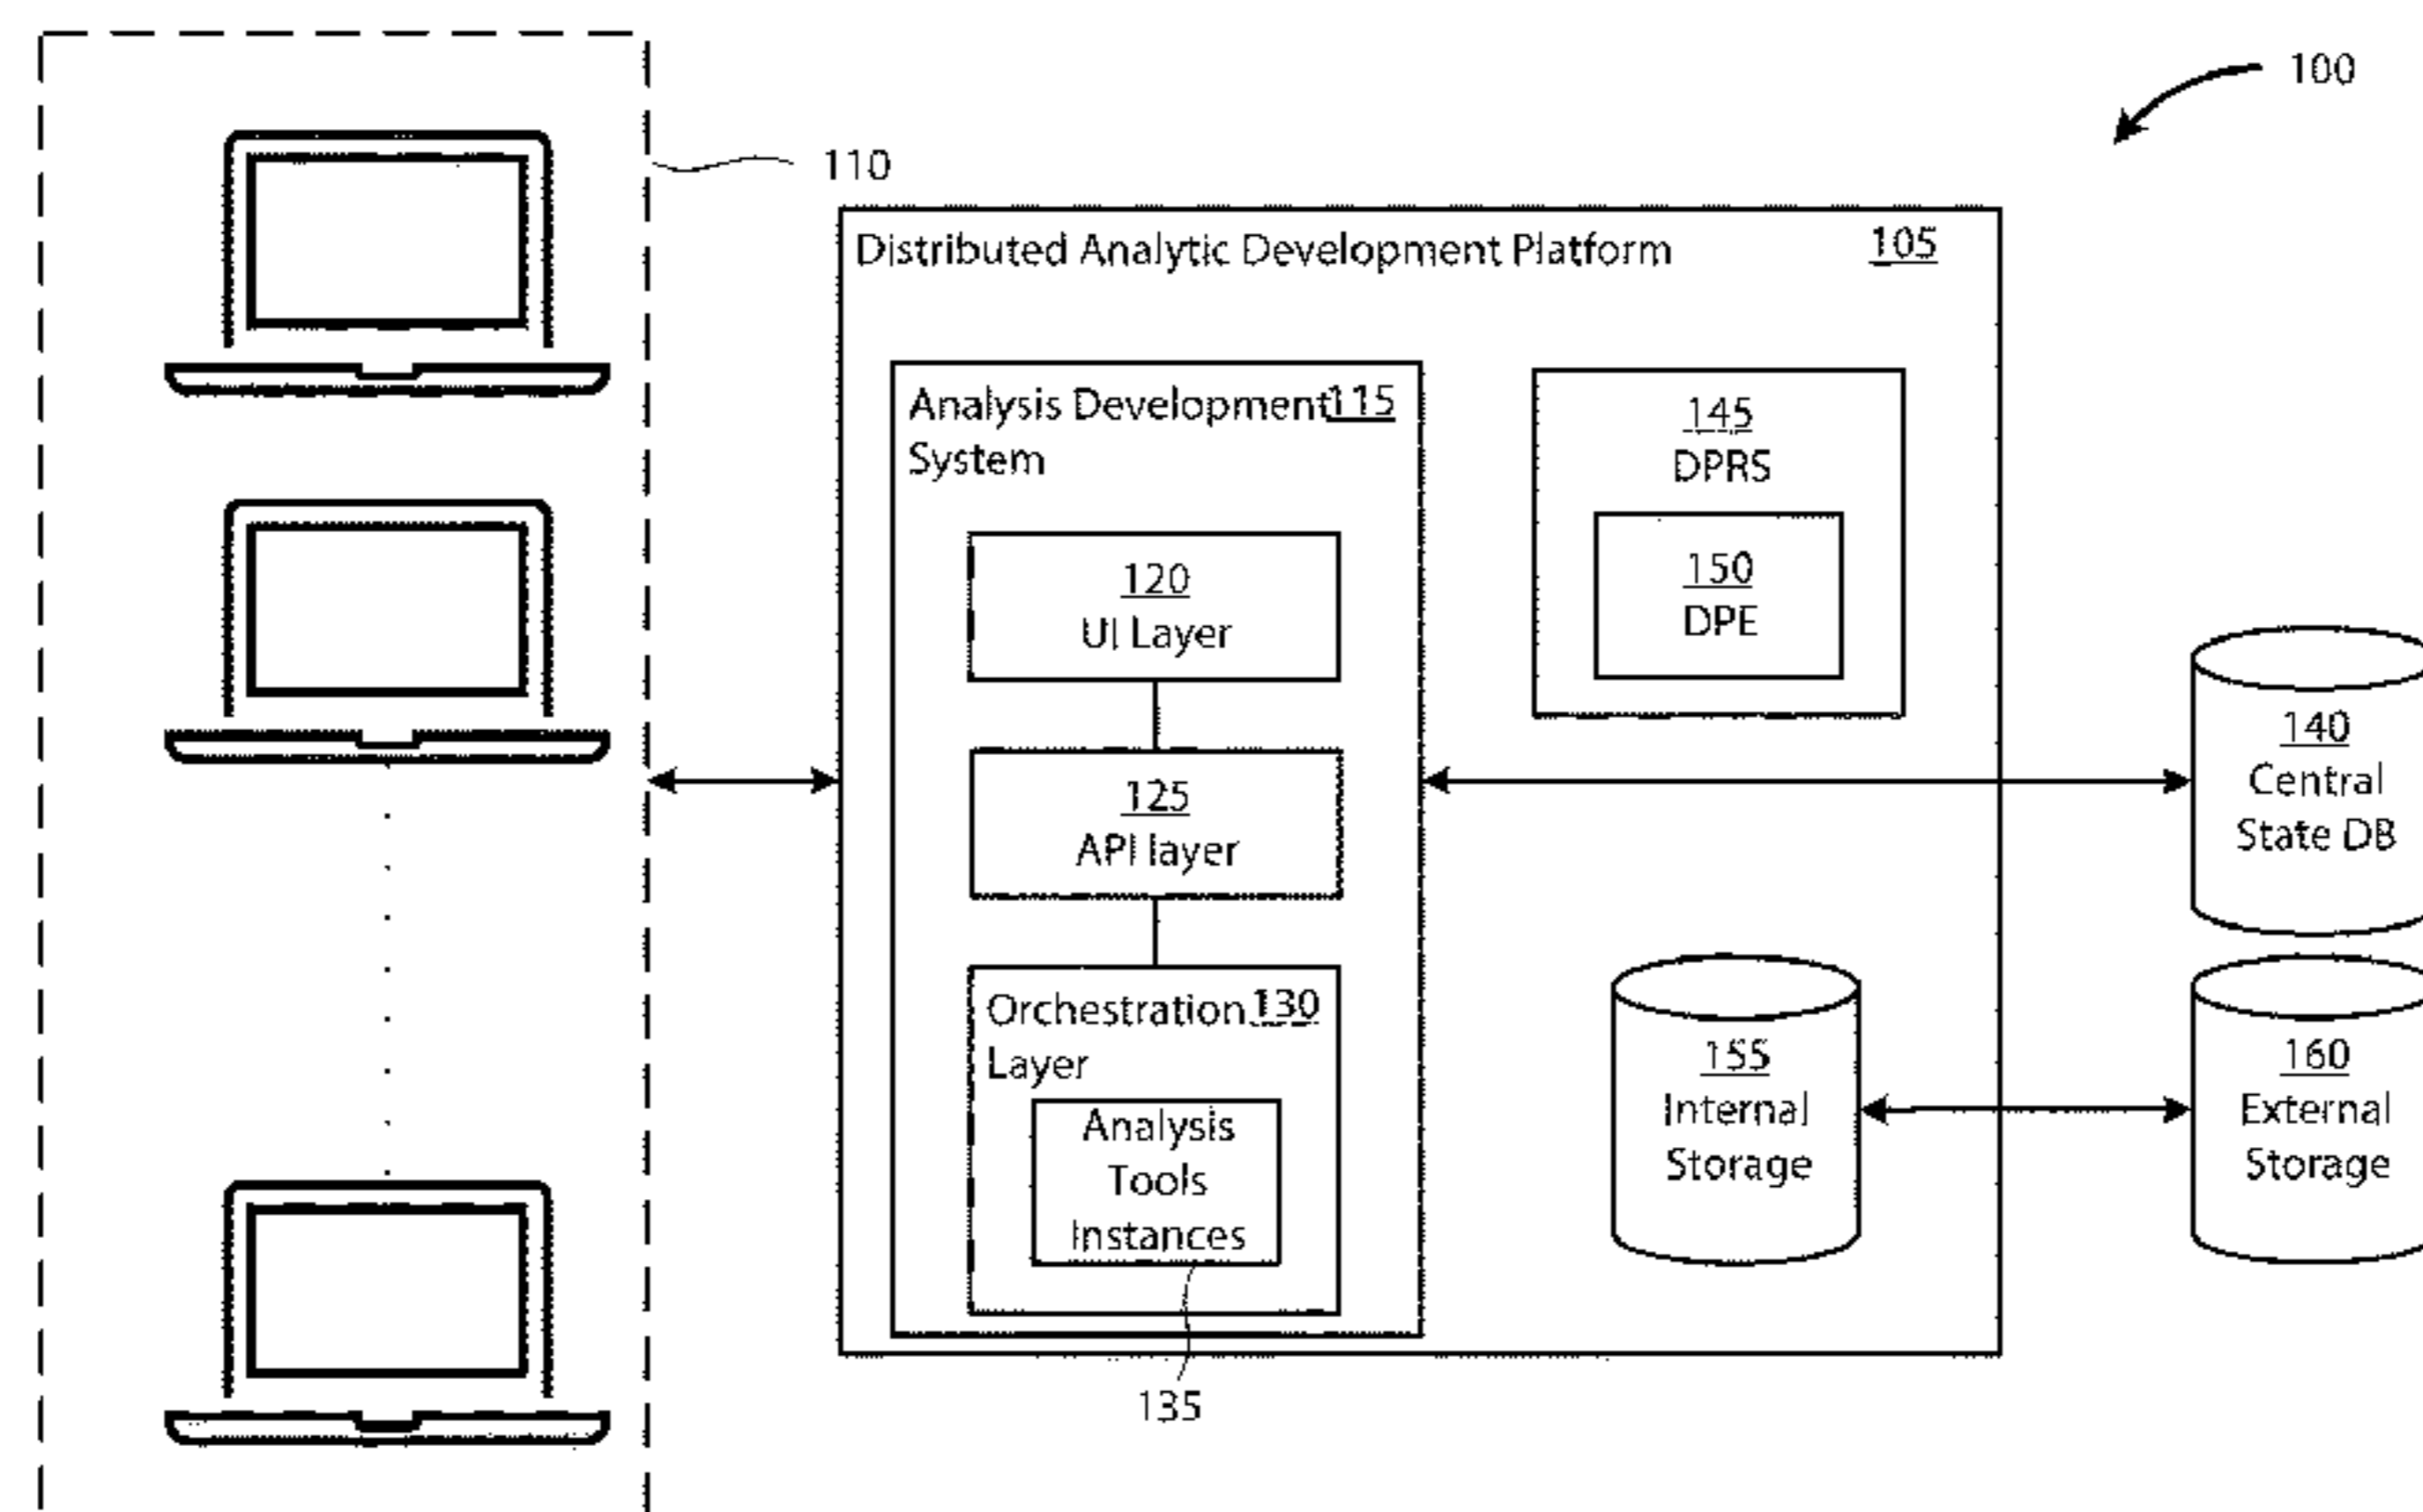 100
110
Distributed Analytic Development Platform 105
Analysis Development 115
System
120
UI Layer
125
API layer
Orchestration 130
Layer
Analysis
Tools
Instances
135
145
DPRS
150
DPE
140
Central
State DB
155
Internal
Storage
160
External
Storage